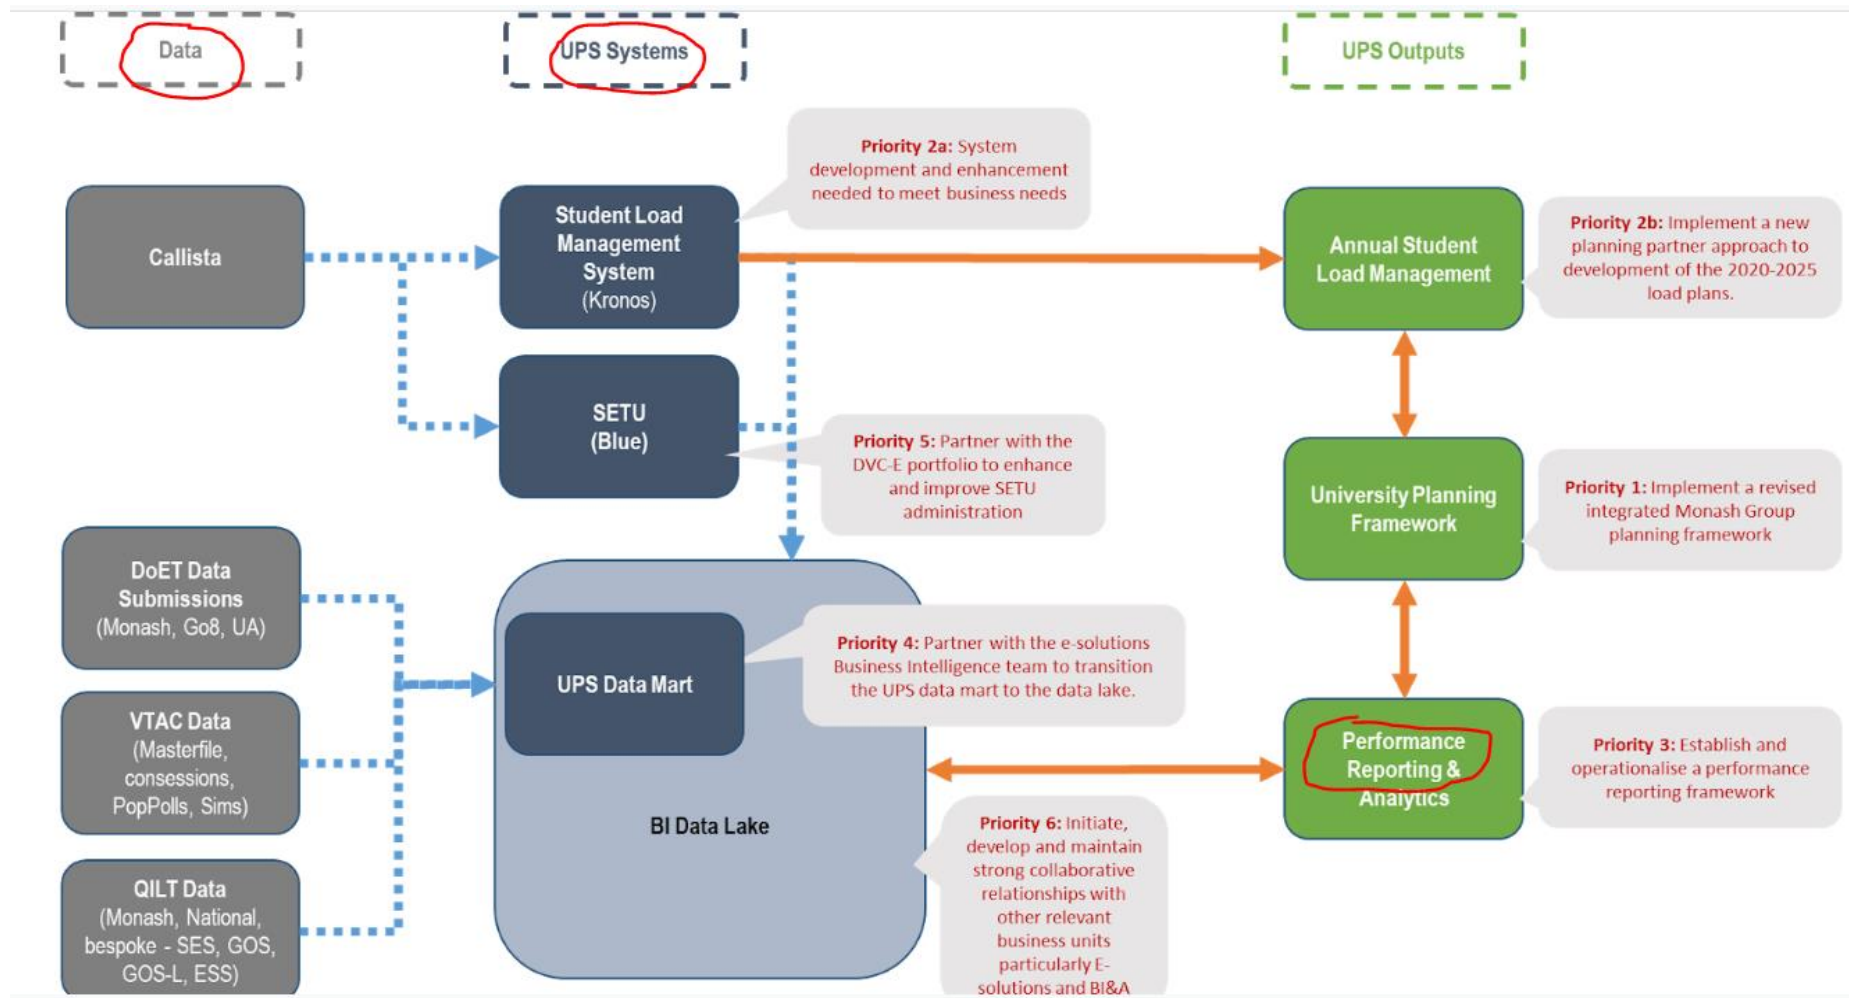 Data
UPS Systems
UPS Outputs
Priority 2a: System
development and enhancement
needed to meet business needs
Callista
Student Load
Management
System
(Kronos)
Annual Student
Load Management
Priority 2b: Implement a new
planning partner approach to
development of the 2020-2025
load plans.
SETU
(Blue)
Priority 5: Partner with the
DVC-E portfolio to enhance
and improve SETU
administration
University Planning
Framework
Priority 1: Implement a revised
integrated Monash Group
planning framework
DoET Data
Submissions
(Monash, Go8, UA)
UPS Data Mart
Priority 4: Partner with the e-solutions
Business Intelligence team to transition
the UPS data mart to the data lake.
VTAC Data
(Masterfile,
consessions,
PopPolls, Sims)
Performance
Reporting &
Analytics
Priority 3: Establish and
operationalise a performance
reporting framework
BI Data Lake
Priority 6: Initiate,
develop and maintain
strong collaborative
relationships with
other relevant
business units
particularly E-
solutions and BI&A
QILT Data
(Monash, National,
bespoke - SES, GOS,
GOS-L, ESS)